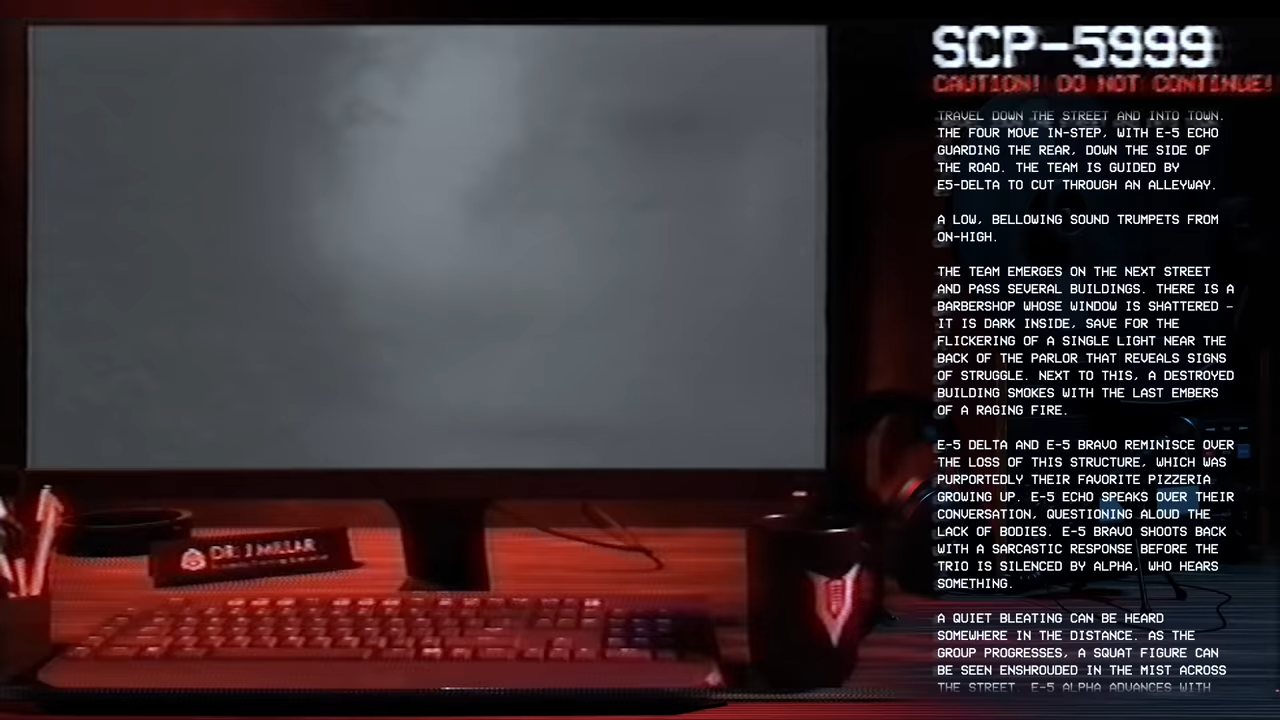 SCP-5999
CAUTION! DO NOT CONTINUE!
TRAVEL DOWN THE STREET AND INTO TOWN.
THE FOUR MOVE IN-STEP, WITH E-5 ECHO
GUARDING THE REAR, DOWN THE SIDE OF
THE ROAD. THE TEAM IS GUIDED BY
E5-DELTA TO CUT THROUGH AN ALLEYWAY.
A LOW, BELLOWING SOUND TRUMPETS FROM
ON-HIGH.
THE TEAM EMERGES ON THE NEXT STREET
AND PASS SEVERAL BUILDINGS. THERE IS A
BARBERSHOP WHOSE WINDOW IS SHATTERED -
IT IS DARK INSIDE, SAVE FOR THE
FLICKERING OF A SINGLE LIGHT NEAR THE
BACK OF THE PARLOR THAT REVEALS SIGNS
OF STRUGGLE. NEXT TO THIS, A DESTROYED
BUILDING SMOKES WITH THE LAST EMBERS
OF A RAGING FIRE.
E-5 DELTA AND E-5 BRAVO REMINISCE OVER
THE LOSS OF THIS STRUCTURE, WHICH WAS
PURPORTEDLY THEIR FAVORITE PIZZERIA
GROWING UP. E-5 ECHO SPEAKS OVER THEIR
CONVERSATION, QUESTIONING ALOUD THE
LACK OF BODIES. E-5 BRAVO SHOOTS BACK
WITH A SARCASTIC RESPONSE BEFORE THE
TRIO IS SILENCED BY ALPHA, WHO HEARS
SOMETHING.
A QUIET BLEATING CAN BE HEARD
SOMEWHERE IN THE DISTANCE. AS THE
GROUP PROGRESSES, A SQUAT FIGURE CAN
BE SEEN ENSHROUDED IN THE MIST ACROSS
THE STREET. E-5 ALPHA ADVANCES WITH
DR. J MILLAR